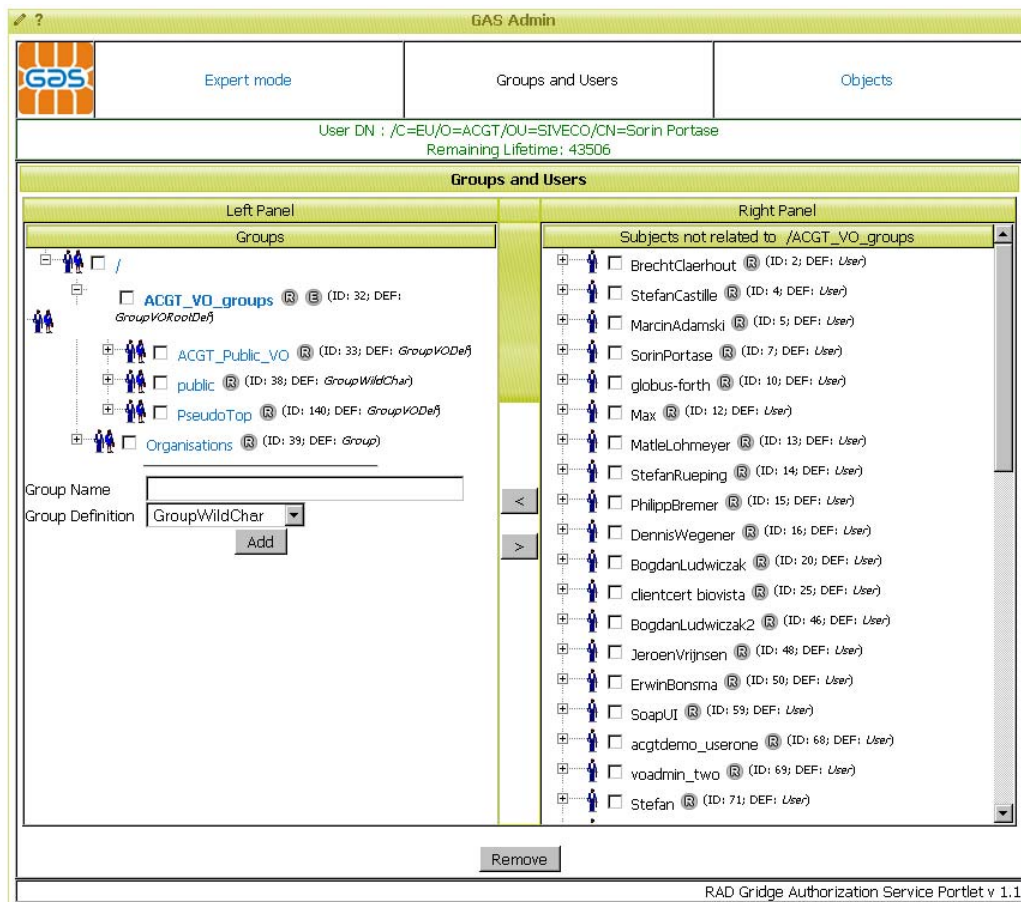 ? GAS Admin
GAS
Expert mode
Groups and Users
Objects
User DN : /C=EU/O=ACGT/OU=SIVECO/CN=Sorin Portase
Remaining Lifetime: 43506
Groups and Users
Left Panel
Groups
/
ACGT_VO_groups R E (ID: 32; DEF:
GroupVORootDef)
ACGT_Public_VO R (ID: 33; DEF: GroupVODef)
public R (ID: 38; DEF: GroupWildChar)
PseudoTop R (ID: 140; DEF: GroupVODef)
Organisations R (ID: 39; DEF: Group)
Group Name
Group Definition GroupWildChar
Add
<
>
Right Panel
Subjects not related to /ACGT_VO_groups
BrechtClaerhout R (ID: 2; DEF: User)
StefanCastille R (ID: 4; DEF: User)
MarcinAdamski R (ID: 5; DEF: User)
SorinPortase R (ID: 7; DEF: User)
globus-forth R (ID: 10; DEF: User)
Max R (ID: 12; DEF: User)
MatleLohmeyer R (ID: 13; DEF: User)
StefanRueping R (ID: 14; DEF: User)
PhilippBremer R (ID: 15; DEF: User)
DennisWegener R (ID: 16; DEF: User)
BogdanLudwiczak R (ID: 20; DEF: User)
clientcert biovista R (ID: 25; DEF: User)
BogdanLudwiczak2 R (ID: 46; DEF: User)
JeroenVrijnsen R (ID: 48; DEF: User)
ErwinBonsma R (ID: 50; DEF: User)
SoapUI R (ID: 59; DEF: User)
acgtdemo_userone R (ID: 68; DEF: User)
voadmin_two R (ID: 69; DEF: User)
Stefan R (ID: 71; DEF: User)
Remove
RAD Gridge Authorization Service Portlet v 1.1